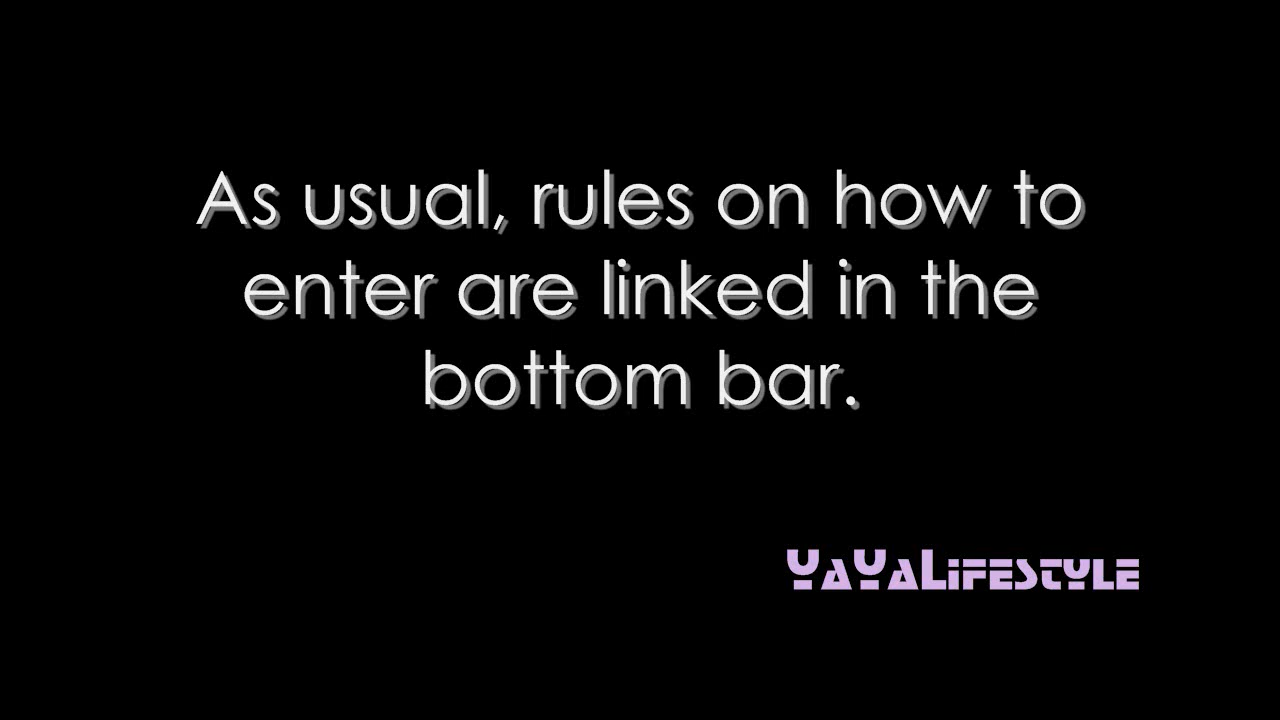 As usual, rules on how to
enter are linked in the
bottom bar.
YaYaLifestyle